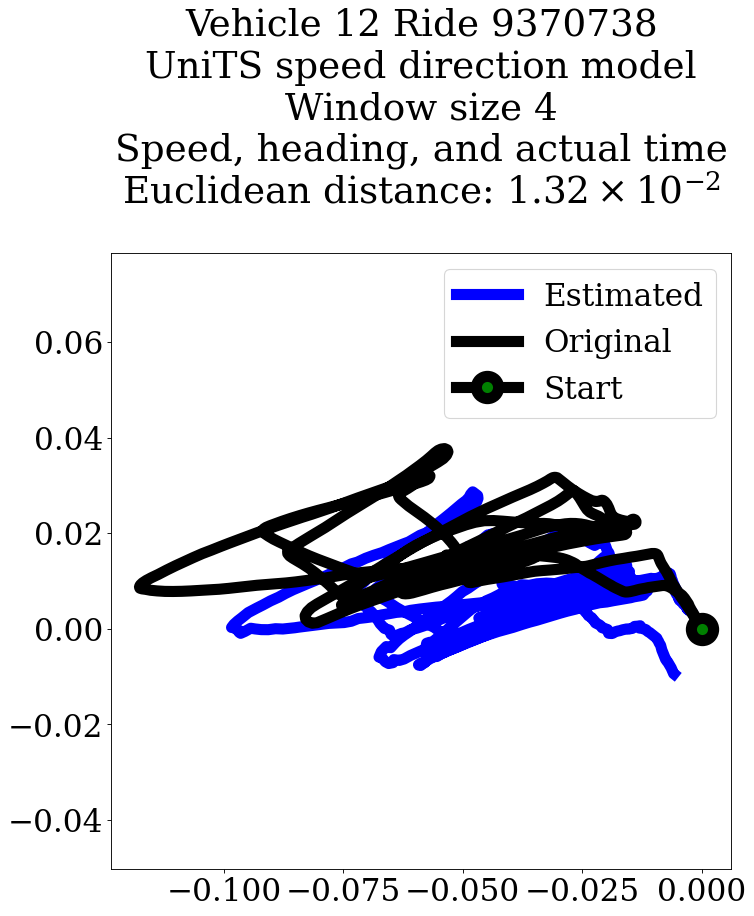 Vehicle 12 Ride 9370738
UniTS speed direction model
Window size 4
Speed, heading, and actual time
Euclidean distance: 1.32 × 10⁻²
Estimated
Original
Start
0.06
0.04
0.02
0.00
−0.02
−0.04
−0.100 −0.075 −0.050 −0.025 0.000